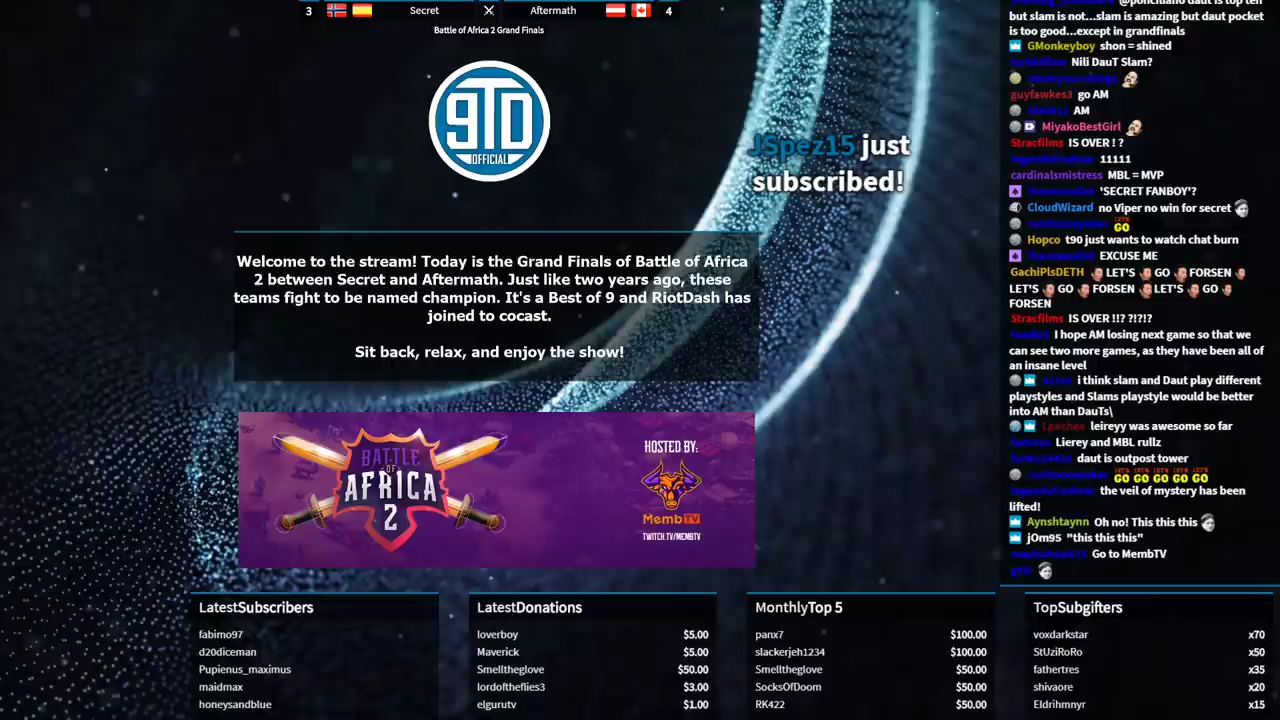 3 Secret Aftermath 4
Battle of Africa 2 Grand Finals
9TD
OFFICIAL
JSpez15 just
subscribed!
Welcome to the stream! Today is the Grand Finals of Battle of Africa
2 between Secret and Aftermath. Just like two years ago, these
teams fight to be named champion. It's a Best of 9 and RiotDash has
joined to cocast.
Sit back, relax, and enjoy the show!
BATTLE
OF
AFRICA
2
HOSTED BY:
MembTV
TWITCH.TV/MEMBTV
LatestSubscribers
fabimo97
d20diceman
Pupienus_maximus
maidmax
honeysandblue
LatestDonations
loverboy $5.00
Maverick $5.00
Smelltheglove $50.00
lordoftheflies3 $3.00
elgurutv $1.00
MonthlyTop 5
panx7 $100.00
slackerjeh1234 $100.00
Smelltheglove $50.00
SocksOfDoom $50.00
RK422 $50.00
TopSubgifters
voxdarkstar x70
StUziRoRo x50
fathertres x35
shivaore x20
Eldrihmnyr x15
@ponciliano daut is top ten
but slam is not...slam is amazing but daut pocket
is too good...except in grandfinals
GMonkeyboy shon = shined
Nili DauT Slam?
guyfawkes3 go AM
AM
MiyakoBestGirl
Stracfilms IS OVER ! ?
11111
cardinalsmistress MBL = MVP
'SECRET FANBOY'?
CloudWizard no Viper no win for secret
LET'S GO
Hopco t90 just wants to watch chat burn
EXCUSE ME
GachiPlsDETH LET'S GO FORSEN
LET'S GO FORSEN LET'S GO
FORSEN
Stracfilms IS OVER !!? ?!?!?
I hope AM losing next game so that we
can see two more games, as they have been all of
an insane level
i think slam and Daut play different
playstyles and Slams playstyle would be better
into AM than DauTs\
Lpachee leireyy was awesome so far
Lierey and MBL rullz
daut is outpost tower
LET'S GO LET'S GO LET'S GO LET'S GO LET'S GO
the veil of mystery has been
lifted!
Aynshtaynn Oh no! This this this
jOm95 "this this this"
Go to MembTV